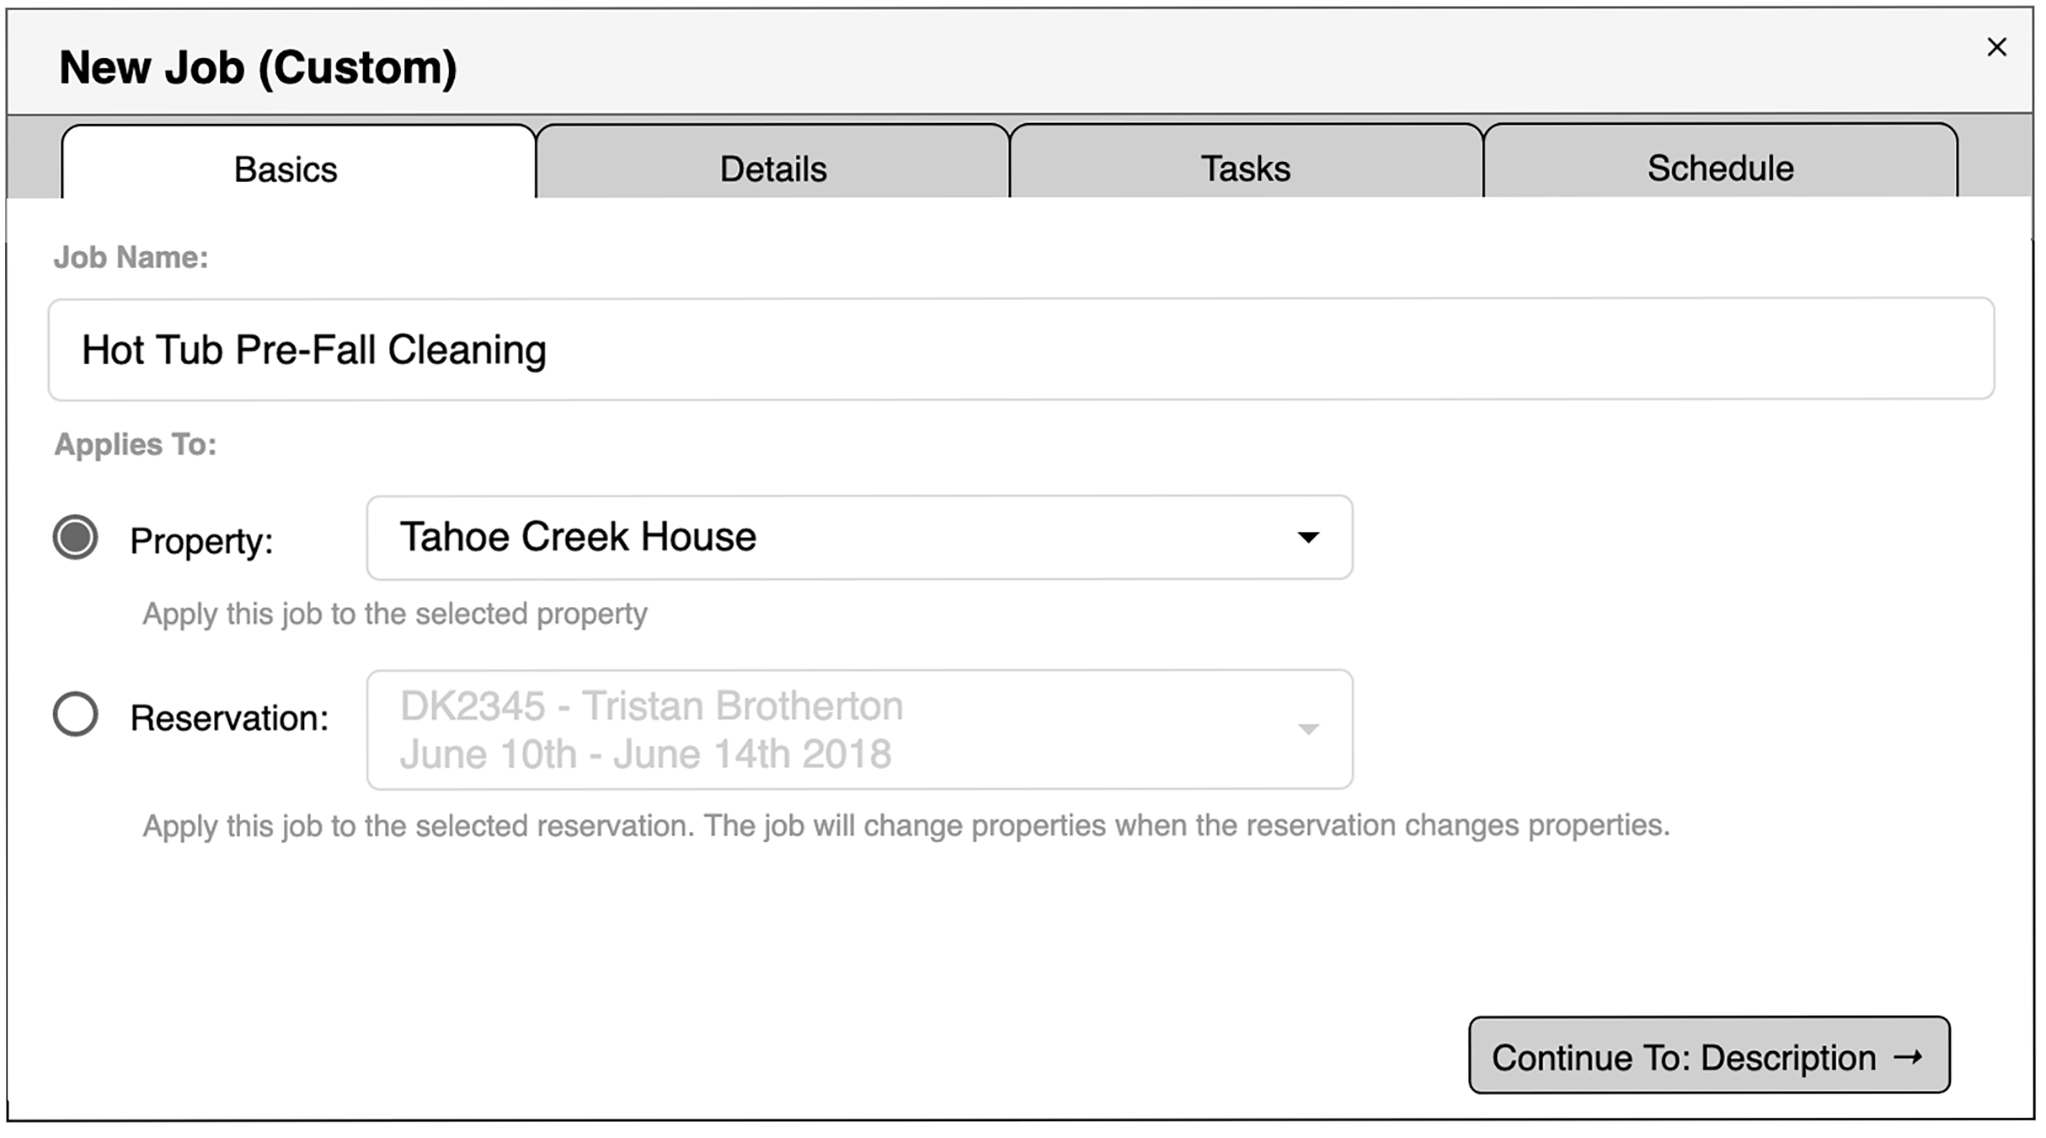 New Job (Custom)
×
Basics
Details
Tasks
Schedule
Job Name:
Hot Tub Pre-Fall Cleaning
Applies To:
Property:
Tahoe Creek House
Apply this job to the selected property
Reservation:
DK2345 - Tristan Brotherton
June 10th - June 14th 2018
Apply this job to the selected reservation. The job will change properties when the reservation changes properties.
Continue To: Description →